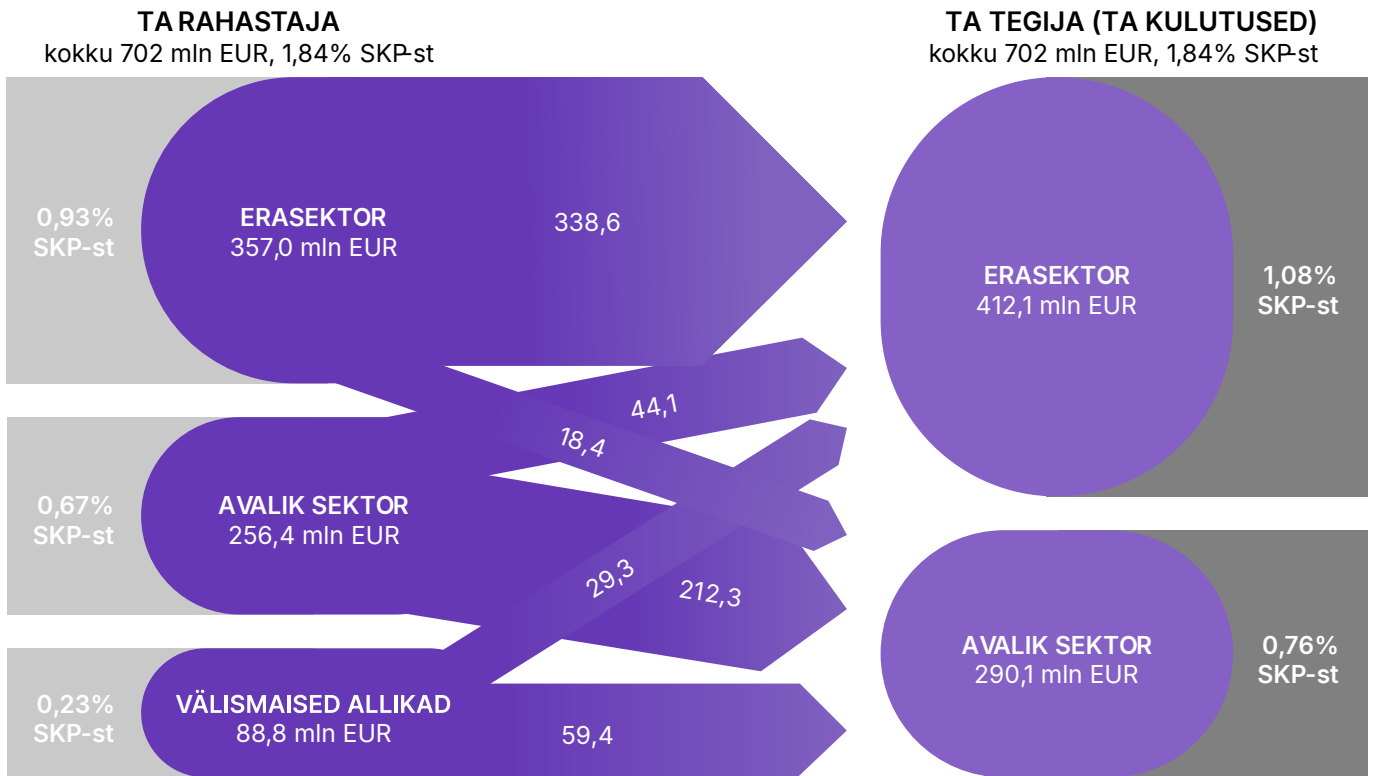 TA RAHASTAJA
kokku 702 mln EUR, 1,84% SKP-st
TA TEGIJA (TA KULUTUSED)
kokku 702 mln EUR, 1,84% SKP-st
0,93%
SKP-st
ERASEKTOR
357,0 mln EUR
338,6
ERASEKTOR
412,1 mln EUR
1,08%
SKP-st
44,1
18,4
0,67%
SKP-st
AVALIK SEKTOR
256,4 mln EUR
29,3
212,3
AVALIK SEKTOR
290,1 mln EUR
0,76%
SKP-st
0,23%
SKP-st
VÄLISMAISED ALLIKAD
88,8 mln EUR
59,4